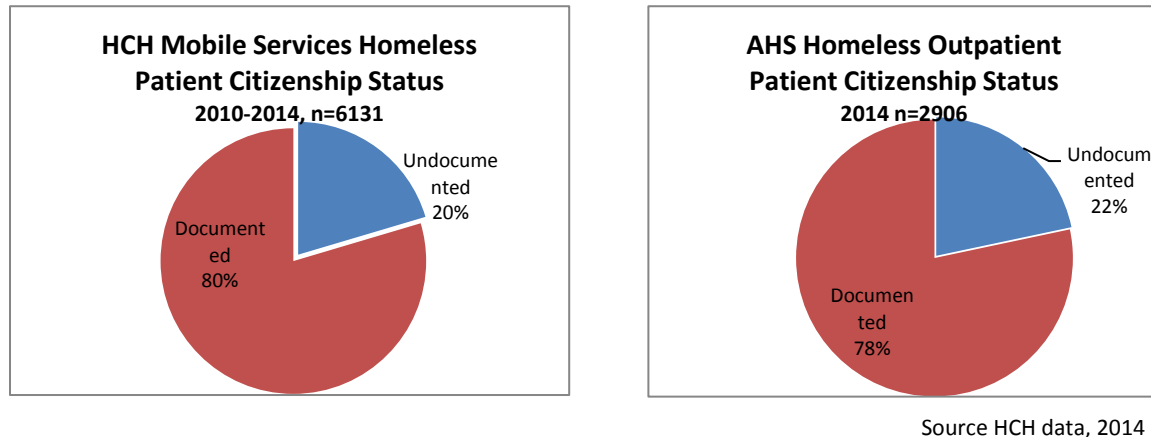 HCH Mobile Services Homeless
Patient Citizenship Status
2010-2014, n=6131
Undocume
nted
20%
Document
ed
80%
AHS Homeless Outpatient
Patient Citizenship Status
2014 n=2906
Undocum
ented
22%
Documen
ted
78%
Source HCH data, 2014